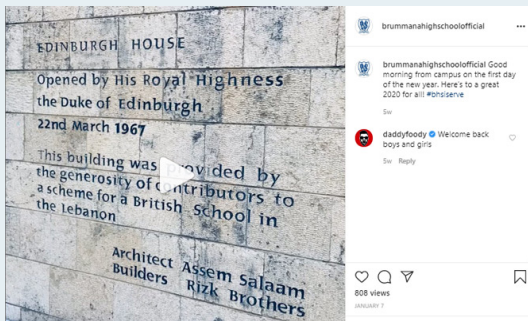 EDINBURGH HOUSE
Opened by His Royal Highness
the Duke of Edinburgh
22nd March 1967
This building was provided by
the generosity of contributors to
a scheme for a British School in
the Lebanon
Architect Assem Salaam
Builders Rizk Brothers
brummanahighschoolofficial
brummanahighschoolofficial Good
morning from campus on the first day
of the new year. Here's to a great
2020 for all! #bhsiserve
5w
daddyfoody Welcome back
boys and girls
5w Reply
808 views
JANUARY 7